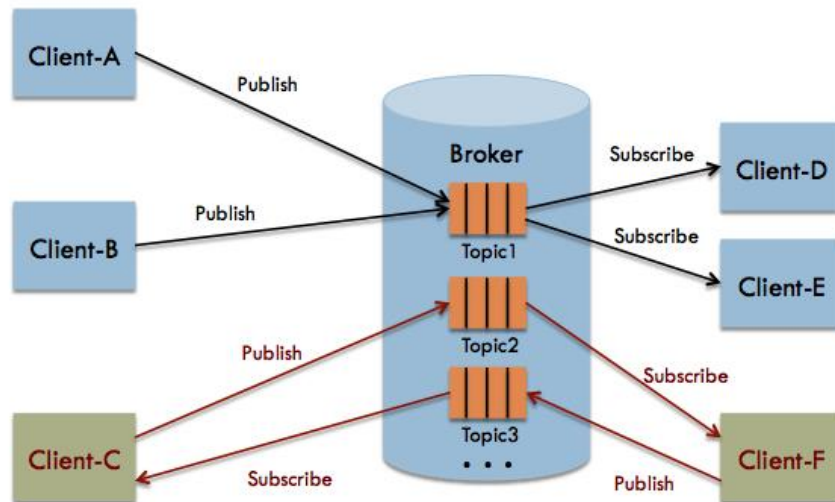 Client-A
Publish
Broker
Subscribe
Client-D
Client-B
Publish
Topic1
Subscribe
Client-E
Publish
Topic2
Subscribe
Client-C
Subscribe
Topic3
• • •
Publish
Client-F